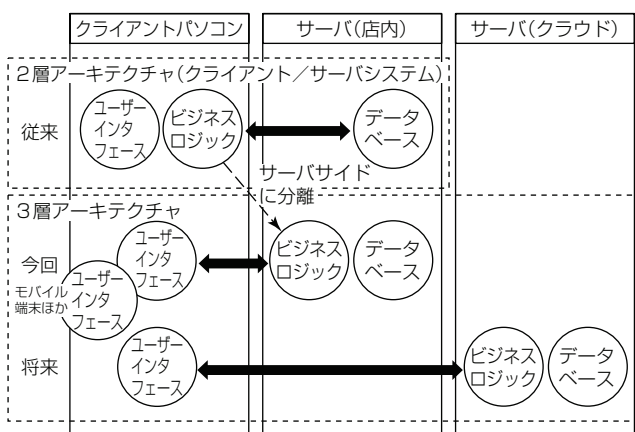 クライアントパソコン
サーバ(店内)
サーバ(クラウド)
2層アーキテクチャ(クライアント／サーバシステム)
従来
ユーザー
インタ
フェース
ビジネス
ロジック
データ
ベース
サーバサイド
に分離
3層アーキテクチャ
今回
モバイル
端末ほか
ユーザー
インタ
フェース
ユーザー
インタ
フェース
ビジネス
ロジック
データ
ベース
将来
ユーザー
インタ
フェース
ビジネス
ロジック
データ
ベース